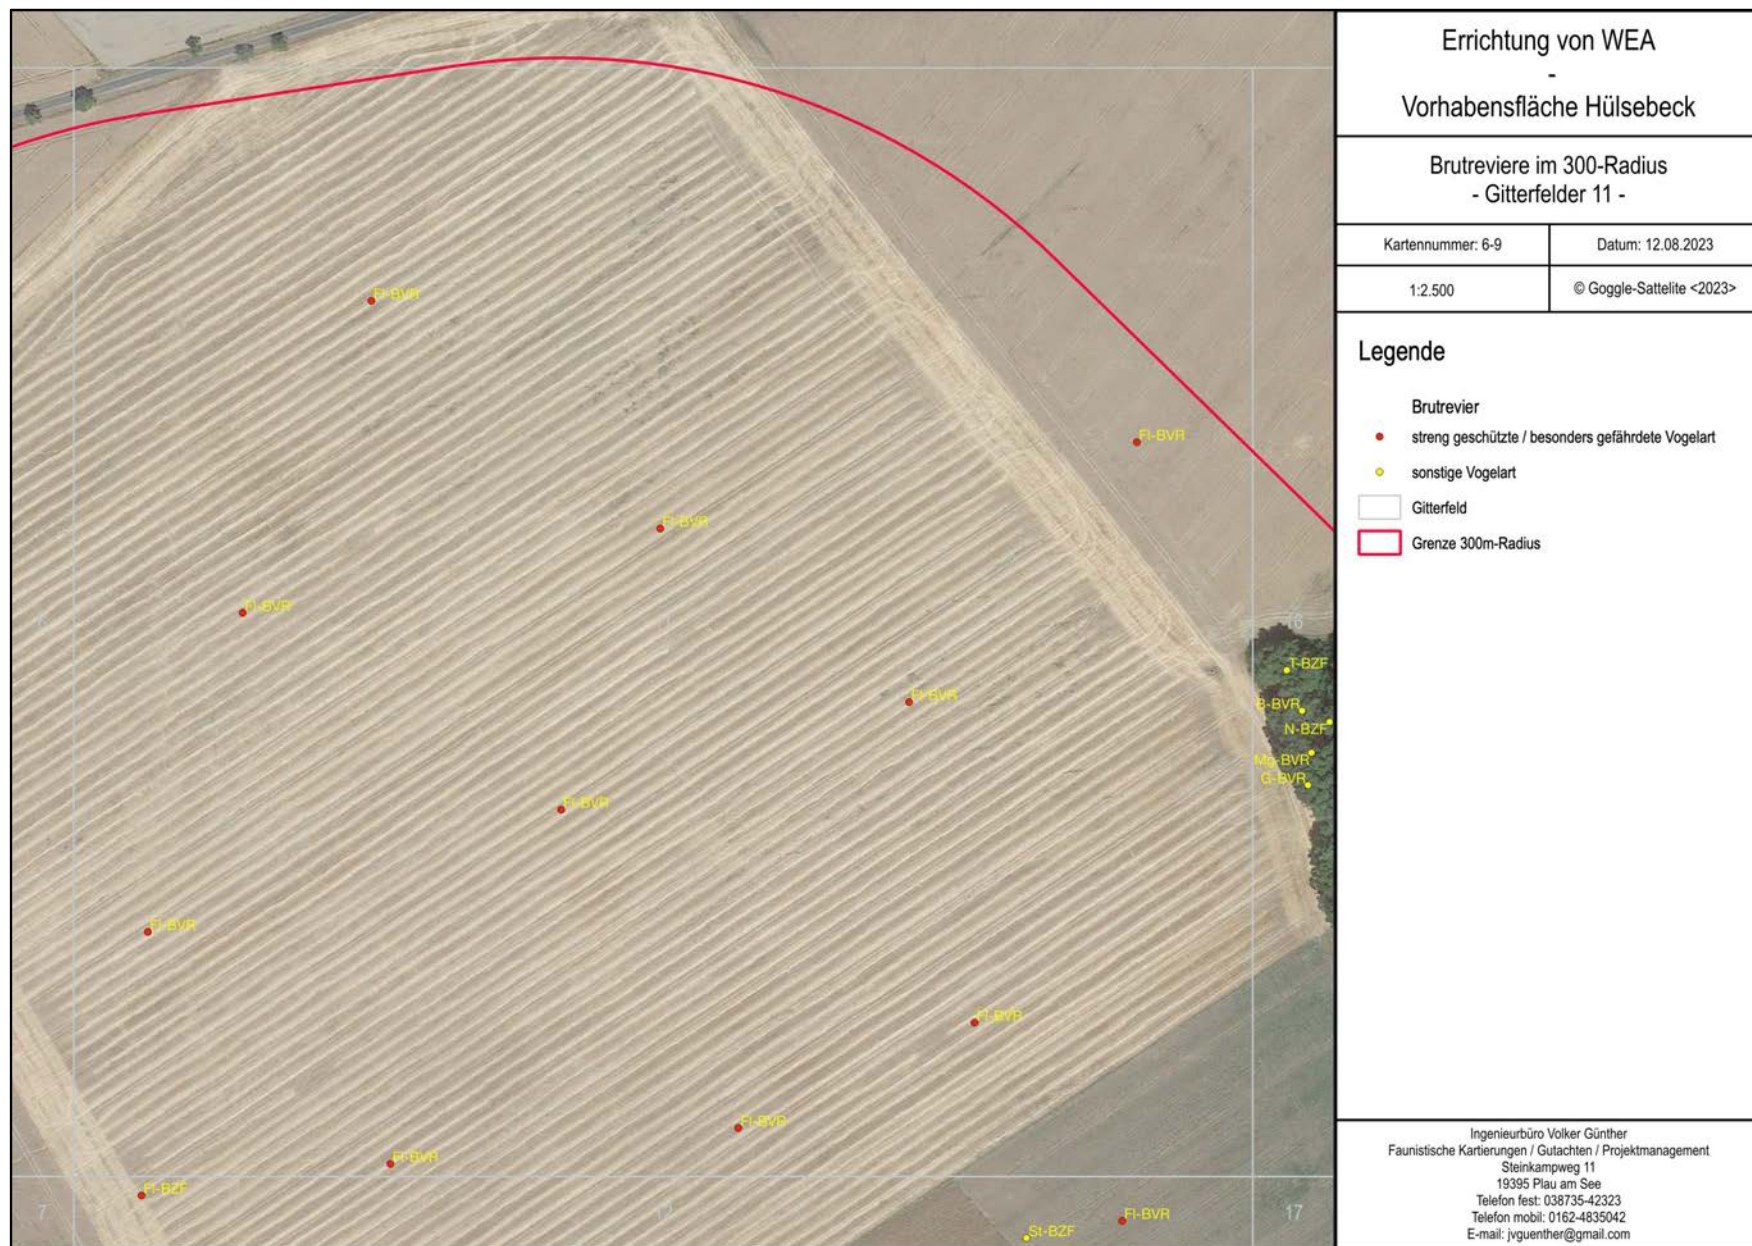 Errichtung von WEA
-
Vorhabensfläche Hülsebeck
Brutreviere im 300-Radius
- Gitterfelder 11 -
Kartennummer: 6-9
Datum: 12.08.2023
1:2.500
© Goggle-Sattelite <2023>
Legende
Brutrevier
streng geschützte / besonders gefährdete Vogelart
sonstige Vogelart
Gitterfeld
Grenze 300m-Radius
Fl-BVR
Fl-BVR
Fl-BVR
Fl-BVR
6
11
16
T-BZF
Fl-BVR
B-BVR
N-BZF
Mg-BVR
G-BVR
Fl-BVR
Fl-BVR
Fl-BVR
Fl-BVR
Fl-BVR
Fl-BZF
7
12
Fl-BVR
17
St-BZF
Ingenieurbüro Volker Günther
Faunistische Kartierungen / Gutachten / Projektmanagement
Steinkampweg 11
19395 Plau am See
Telefon fest: 038735-42323
Telefon mobil: 0162-4835042
E-mail: jvguenther@gmail.com